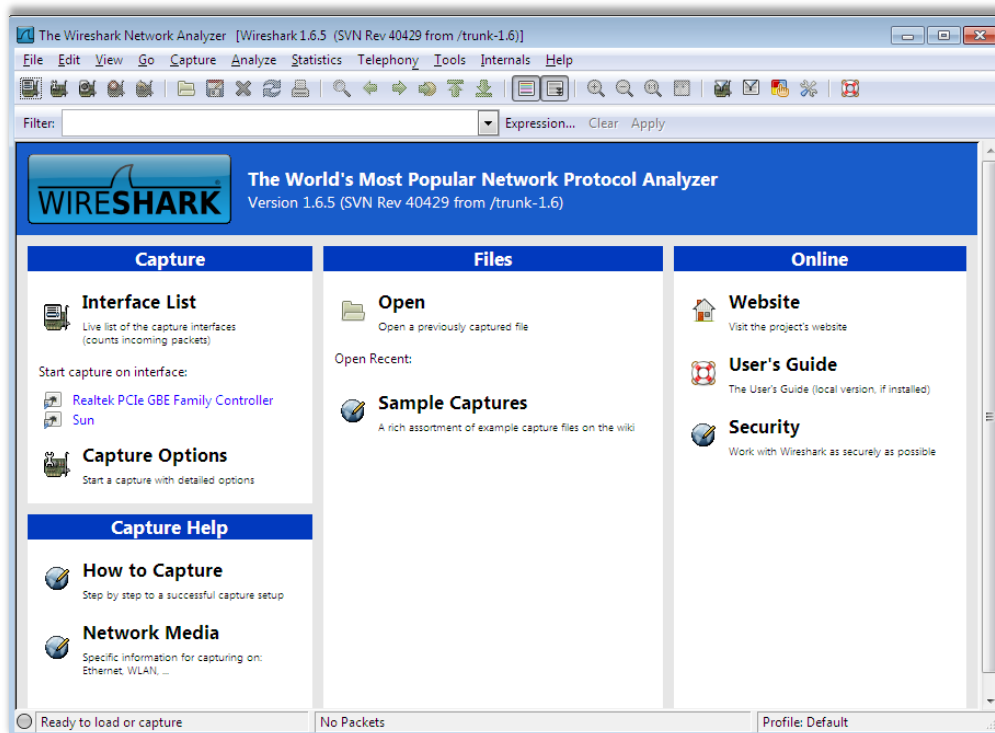 The Wireshark Network Analyzer [Wireshark 1.6.5 (SVN Rev 40429 from /trunk-1.6)]
File Edit View Go Capture Analyze Statistics Telephony Tools Internals Help
Filter: Expression... Clear Apply
WIRESHARK
The World's Most Popular Network Protocol Analyzer
Version 1.6.5 (SVN Rev 40429 from /trunk-1.6)
Capture
Interface List
Live list of the capture interfaces
(counts incoming packets)
Start capture on interface:
Realtek PCIe GBE Family Controller
Sun
Capture Options
Start a capture with detailed options
Capture Help
How to Capture
Step by step to a successful capture setup
Network Media
Specific information for capturing on:
Ethernet, WLAN, ...
Files
Open
Open a previously captured file
Open Recent:
Sample Captures
A rich assortment of example capture files on the wiki
Online
Website
Visit the project's website
User's Guide
The User's Guide (local version, if installed)
Security
Work with Wireshark as securely as possible
Ready to load or capture
No Packets
Profile: Default